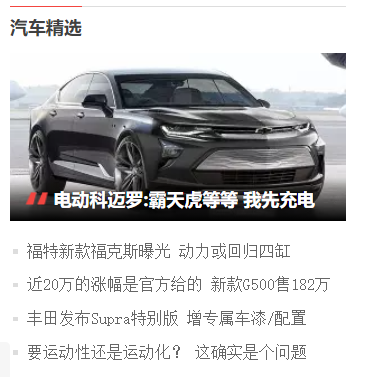 汽车精选
电动科迈罗:霸天虎等等 我先充电
福特新款福克斯曝光 动力或回归四缸
近20万的涨幅是官方给的 新款G500售182万
丰田发布Supra特别版 增专属车漆/配置
要运动性还是运动化? 这确实是个问题